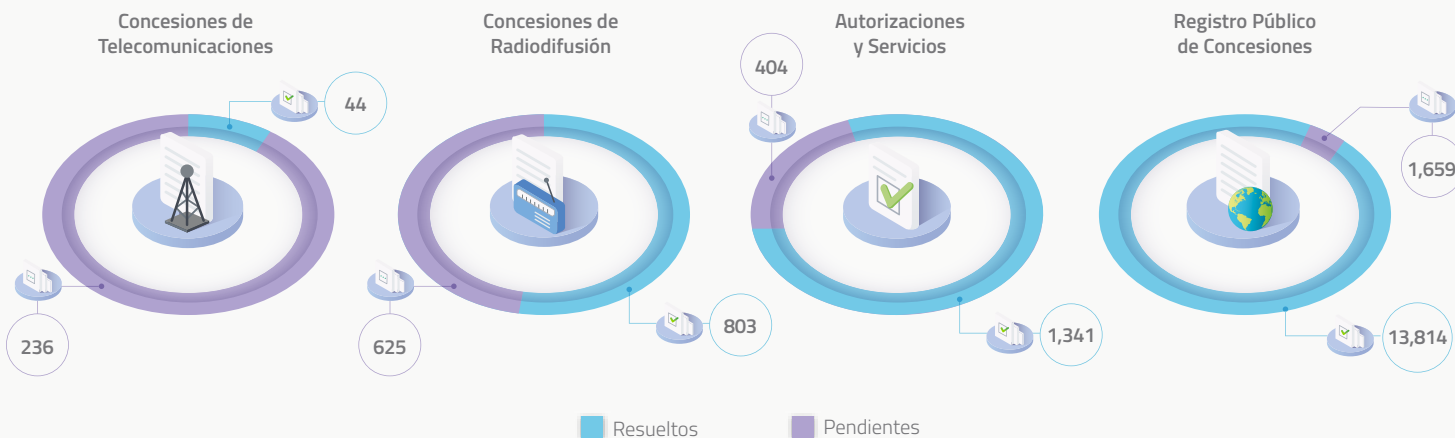 Concesiones de
Telecomunicaciones
44
236
Concesiones de
Radiodifusión
625
803
Autorizaciones
y Servicios
404
1,341
Registro Público
de Concesiones
1,659
13,814
Resueltos
Pendientes